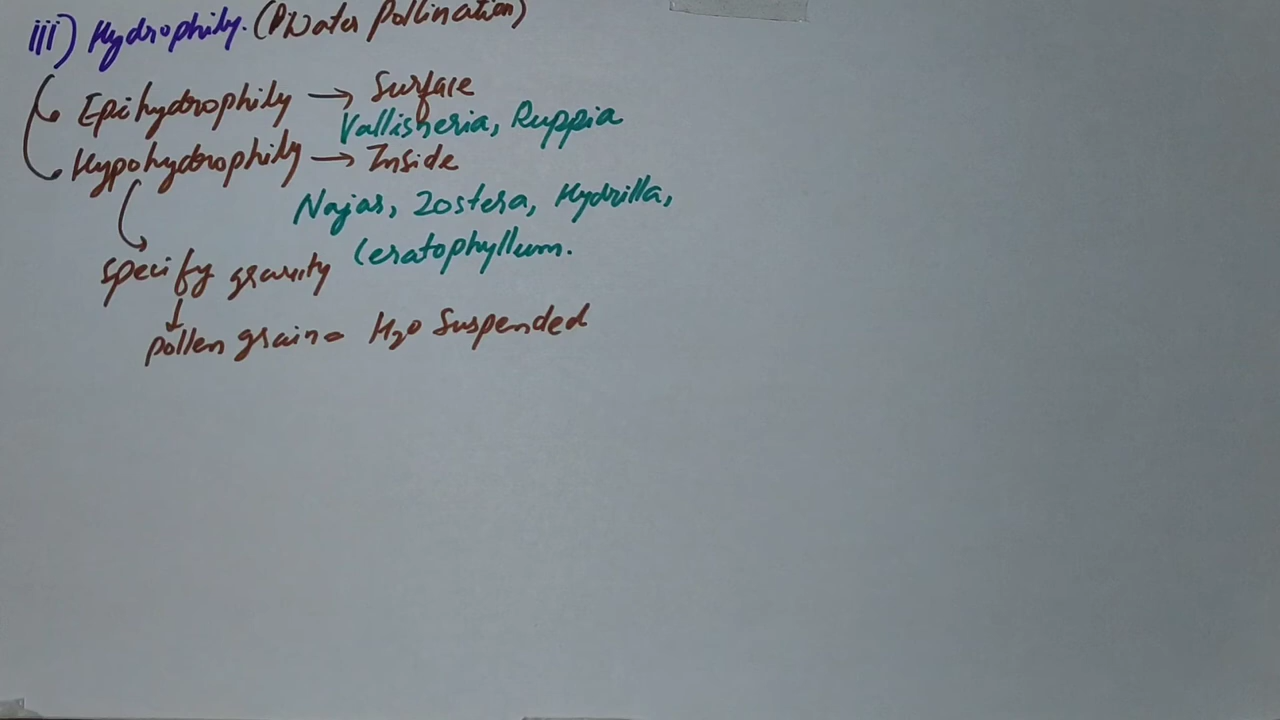 iii) Hydrophily. (Water Pollination)
Epihydrophily → Surface
Vallisneria, Ruppia
Hypohydrophily → Inside
Najas, Zostera, Hydrilla,
Ceratophyllum.
specify gravity
pollen grain = H2O Suspended